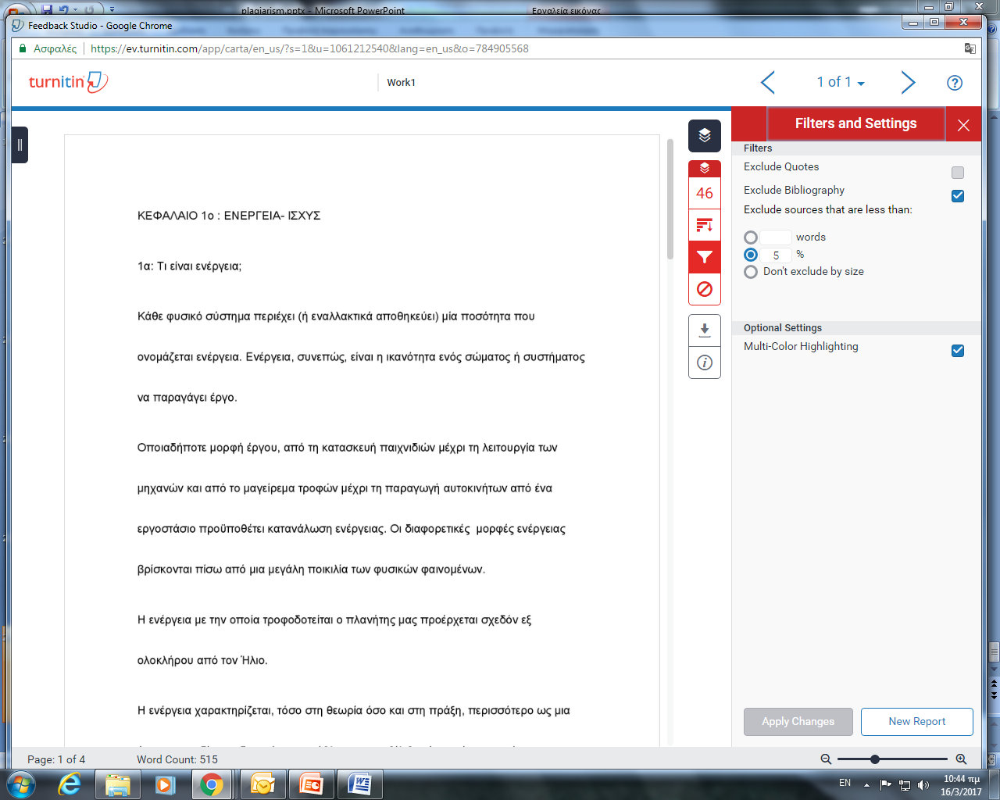 plagiarism.pptx - Microsoft PowerPoint
Εργαλεία εικόνας
Feedback Studio - Google Chrome
Ασφαλές
https://ev.turnitin.com/app/carta/en_us/?s=1&u=1061212540&lang=en_us&o=784905568
turnitin
Work1
1 of 1
?
Filters and Settings
Filters
Exclude Quotes
Exclude Bibliography
Exclude sources that are less than:
words
5 %
Don't exclude by size
Optional Settings
Multi-Color Highlighting
Apply Changes
New Report
46
ΚΕΦΑΛΑΙΟ 1ο : ΕΝΕΡΓΕΙΑ- ΙΣΧΥΣ
1α: Τι είναι ενέργεια;
Κάθε φυσικό σύστημα περιέχει (ή εναλλακτικά αποθηκεύει) μία ποσότητα που
ονομάζεται ενέργεια. Ενέργεια, συνεπώς, είναι η ικανότητα ενός σώματος ή συστήματος
να παραγάγει έργο.
Οποιαδήποτε μορφή έργου, από τη κατασκευή παιχνιδιών μέχρι τη λειτουργία των
μηχανών και από το μαγείρεμα τροφών μέχρι τη παραγωγή αυτοκινήτων από ένα
εργοστάσιο προϋποθέτει κατανάλωση ενέργειας. Οι διαφορετικές μορφές ενέργειας
βρίσκονται πίσω από μια μεγάλη ποικιλία των φυσικών φαινομένων.
Η ενέργεια με την οποία τροφοδοτείται ο πλανήτης μας προέρχεται σχεδόν εξ
ολοκλήρου από τον Ήλιο.
Η ενέργεια χαρακτηρίζεται, τόσο στη θεωρία όσο και στη πράξη, περισσότερο ως μια
Page: 1 of 4
Word Count: 515
EN
10:44 πμ
16/3/2017